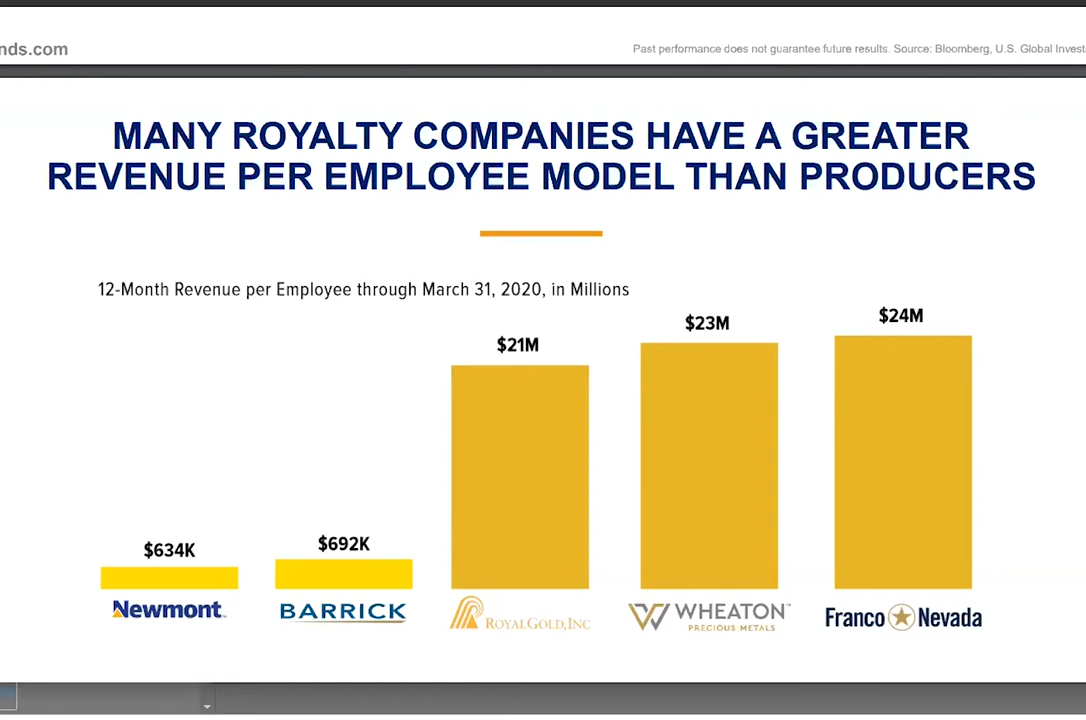 nds.com
Past performance does not guarantee future results. Source: Bloomberg, U.S. Global Invest
MANY ROYALTY COMPANIES HAVE A GREATER
REVENUE PER EMPLOYEE MODEL THAN PRODUCERS
12-Month Revenue per Employee through March 31, 2020, in Millions
$634K
$692K
$21M
$23M
$24M
Newmont™
BARRICK
ROYALGOLD,INC
WHEATON™
PRECIOUS METALS
Franco Nevada